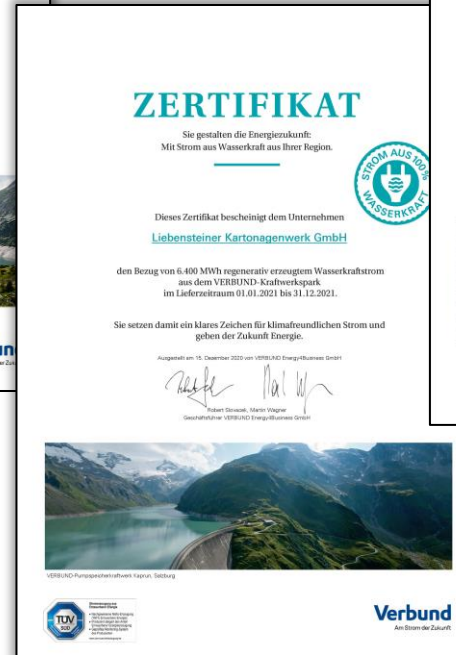 ZERTIFIKAT
Sie gestalten die Energiezukunft:
Mit Strom aus Wasserkraft aus Ihrer Region.
STROM AUS 100% WASSERKRAFT
Dieses Zertifikat bescheinigt dem Unternehmen
Liebensteiner Kartonagenwerk GmbH
den Bezug von 6.400 MWh regenerativ erzeugtem Wasserkraftstrom
aus dem VERBUND-Kraftwerkspark
im Lieferzeitraum 01.01.2021 bis 31.12.2021.
Sie setzen damit ein klares Zeichen für klimafreundlichen Strom und
geben der Zukunft Energie.
Ausgestellt am 15. Dezember 2020 von VERBUND Energy4Business GmbH
Martin Wagner
Geschäftsführer VERBUND Energy4Business GmbH
VERBUND-Pumpspeicherkraftwerk Kaprun, Salzburg
TÜV
SÜD
Verbund
Am Strom der Zukunft